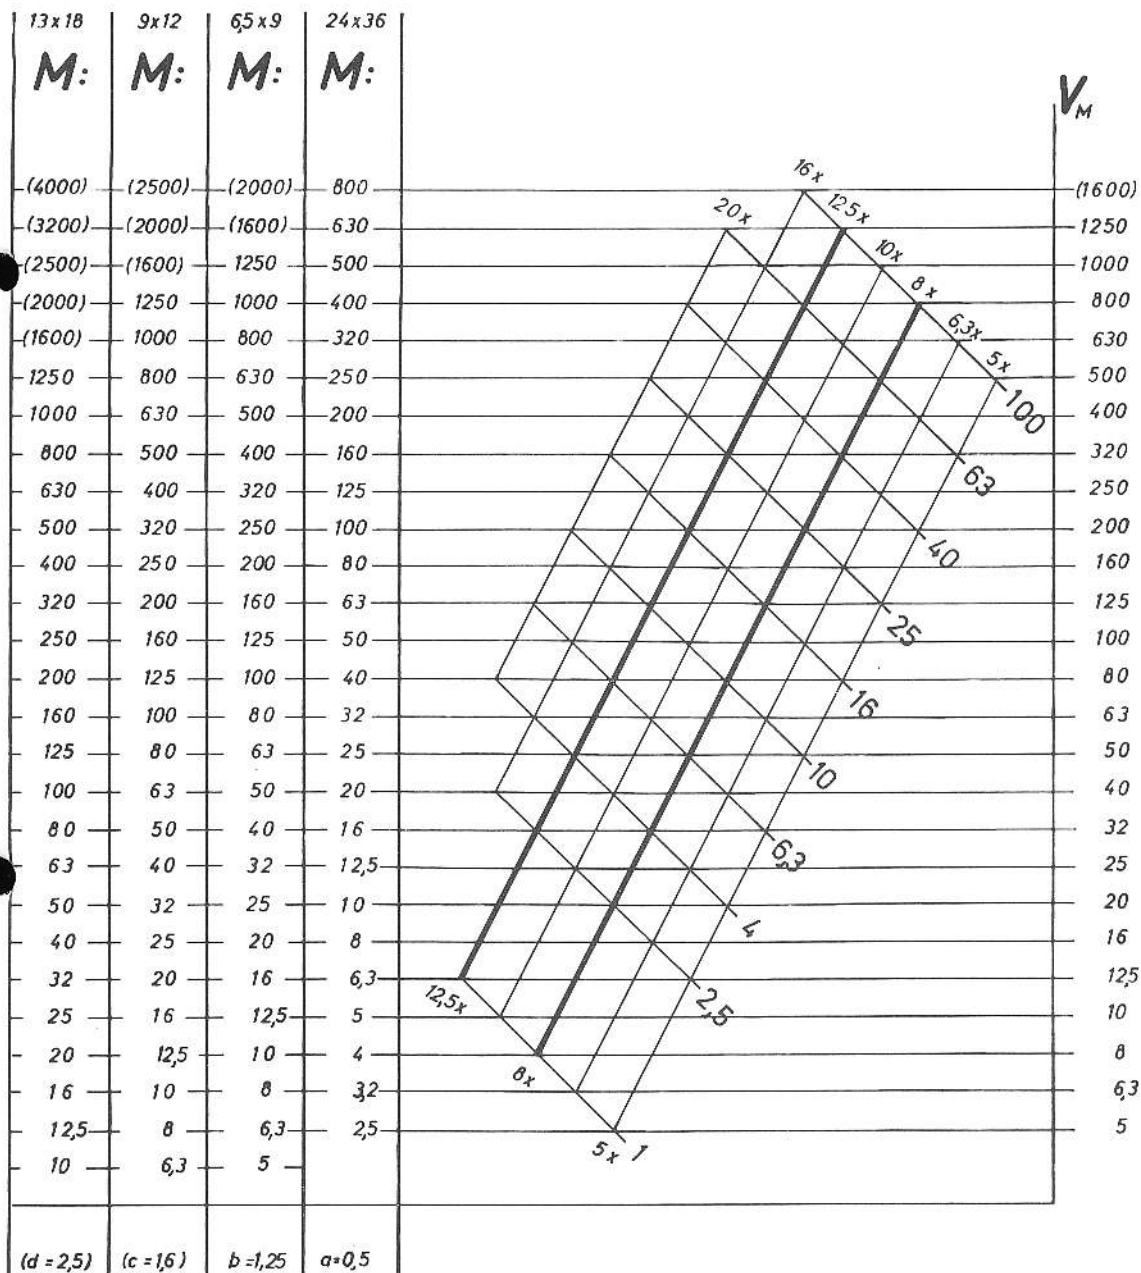 13x18 9x12 6,5x9 24x36
M: M: M: M:
V_M
16x
(4000) (2500) (2000) 800 (1600)
20x 12,5x
(3200) (2000) (1600) 630 1250
10x
(2500) (1600) 1250 500 1000
8x
(2000) 1250 1000 400 800
6,3x
(1600) 1000 800 320 630
5x
1250 800 630 250 500
100
1000 630 500 200 400
800 500 400 160 320
63
630 400 320 125 250
500 320 250 100 200
40
400 250 200 80 160
320 200 160 63 125
25
250 160 125 50 100
200 125 100 40 80
16
160 100 80 32 63
125 80 63 25 50
10
100 63 50 20 40
80 50 40 16 32
6,3
63 40 32 12,5 25
50 32 25 10 20
4
40 25 20 8 16
32 20 16 6,3 12,5
12,5x 2,5
25 16 12,5 5 10
20 12,5 10 4 8
8x
16 10 8 3,2 6,3
12,5 8 6,3 2,5 5
5x 1
10 6,3 5
(d=2,5) (c=1,6) b=1,25 a=0,5